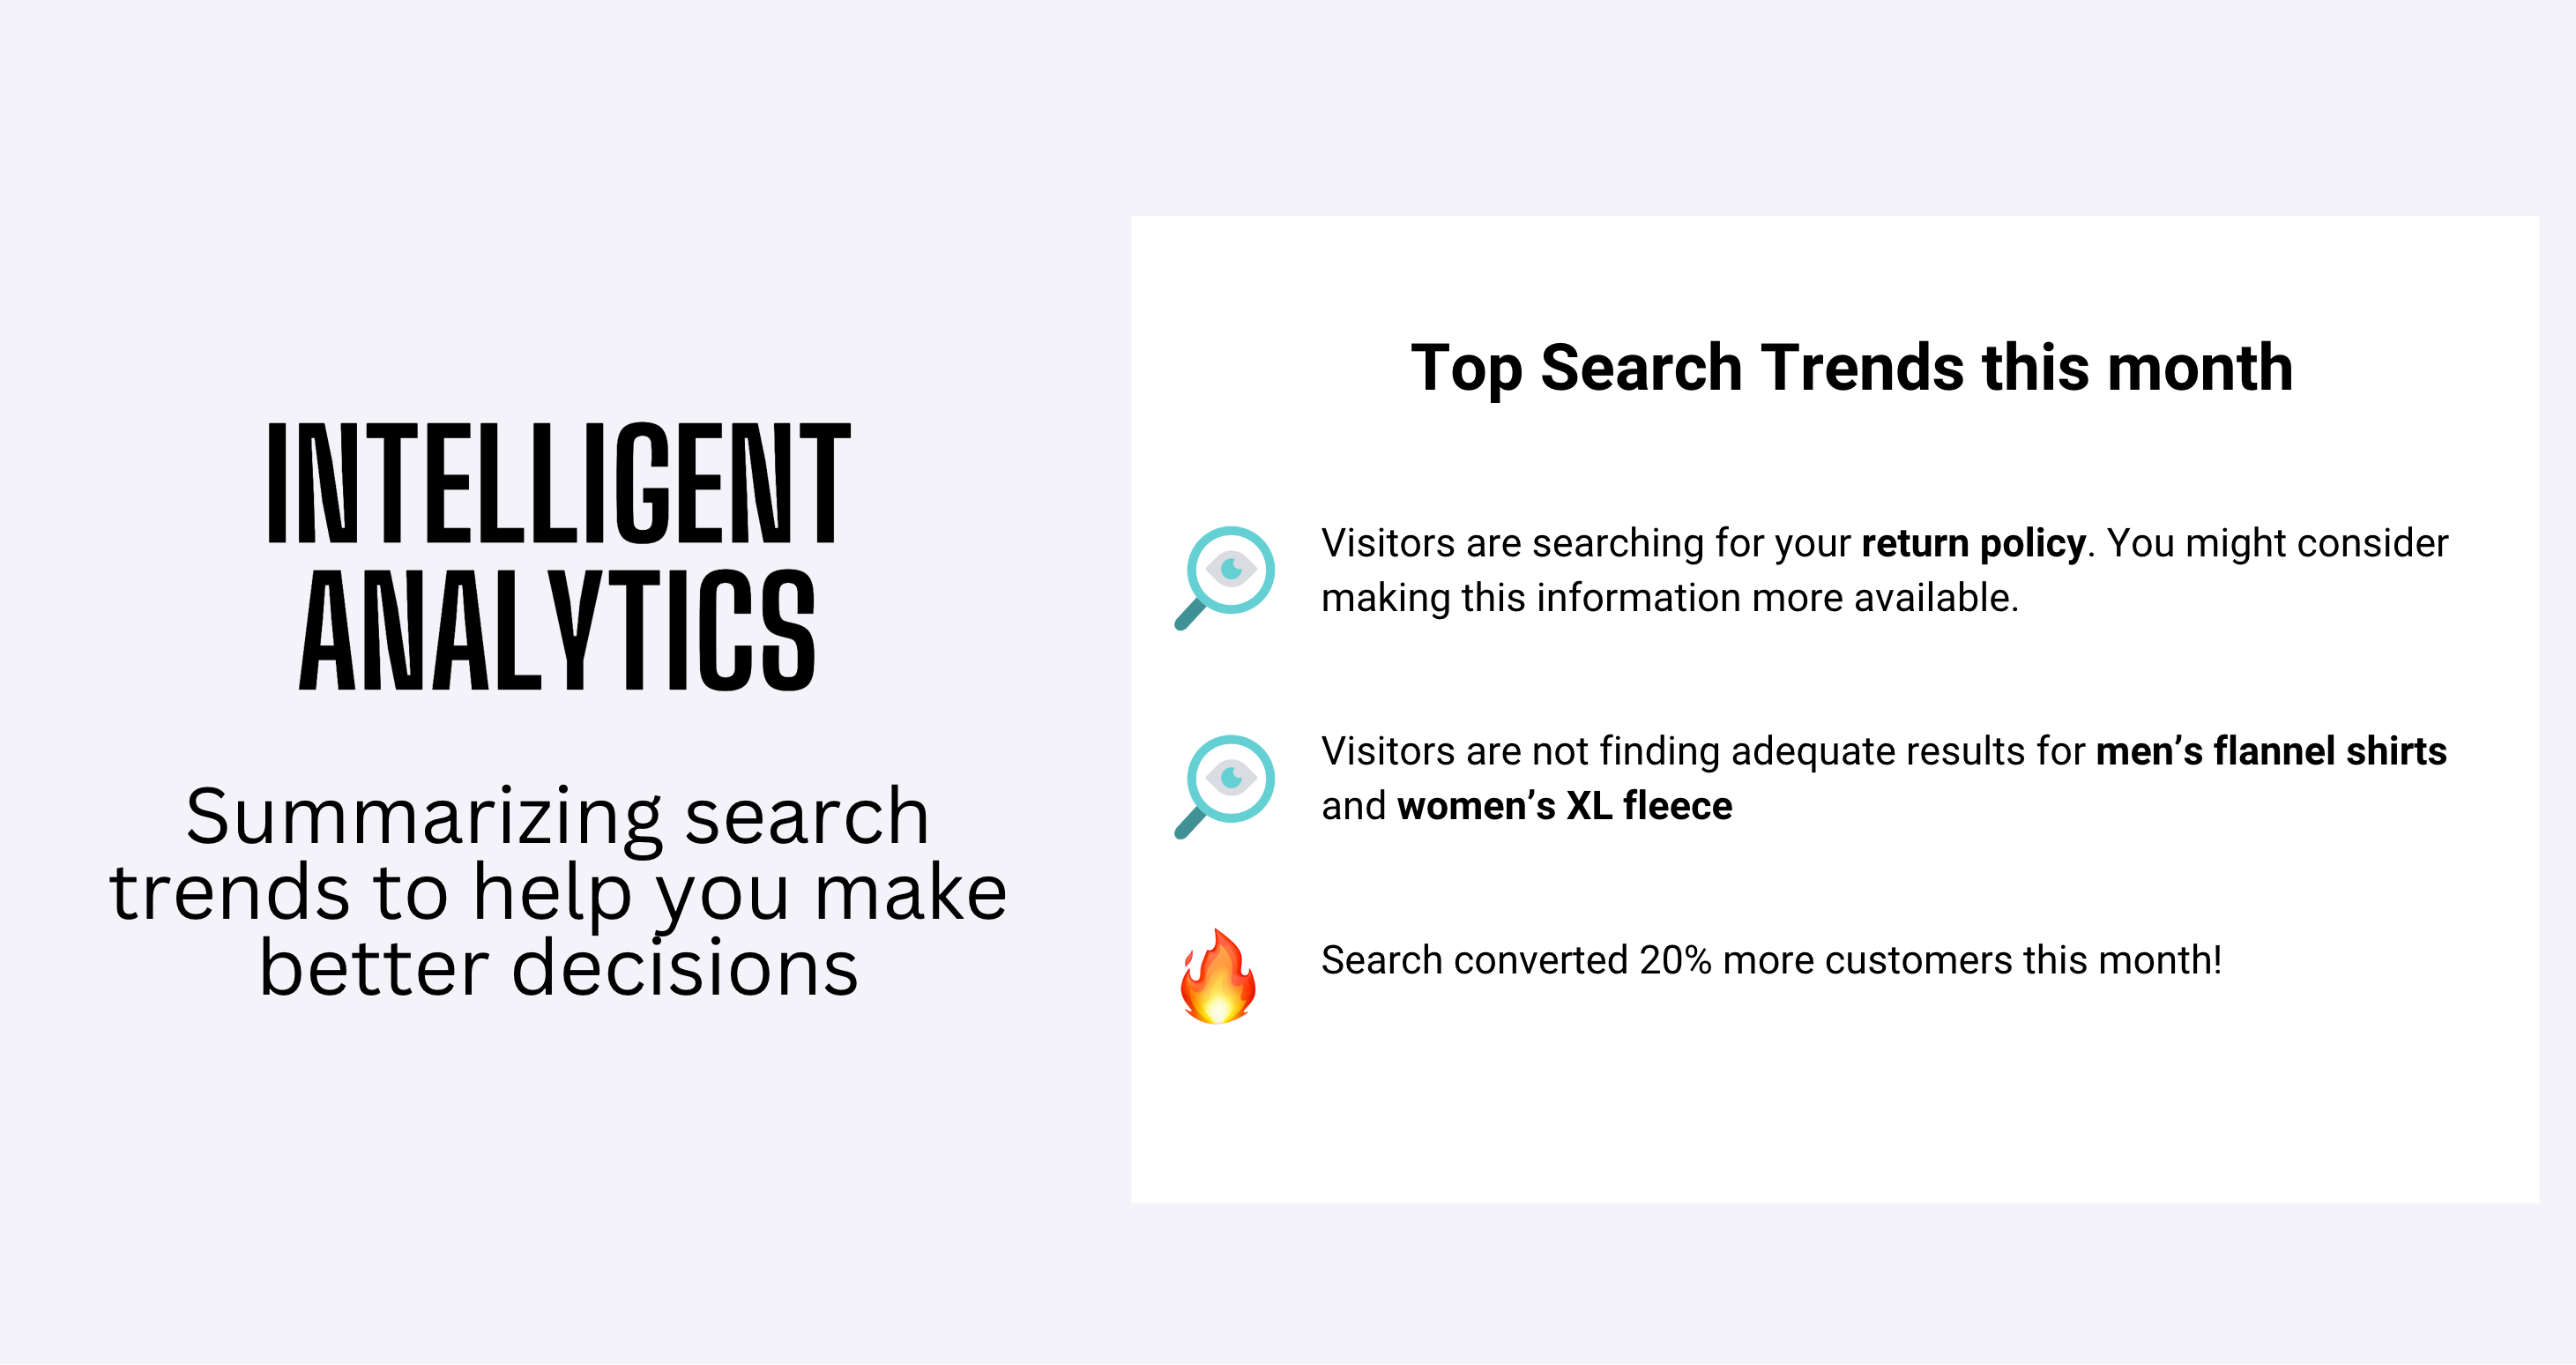 INTELLIGENT
ANALYTICS
Summarizing search
trends to help you make
better decisions
Top Search Trends this month
Visitors are searching for your return policy. You might consider
making this information more available.
Visitors are not finding adequate results for men’s flannel shirts
and women’s XL fleece
Search converted 20% more customers this month!